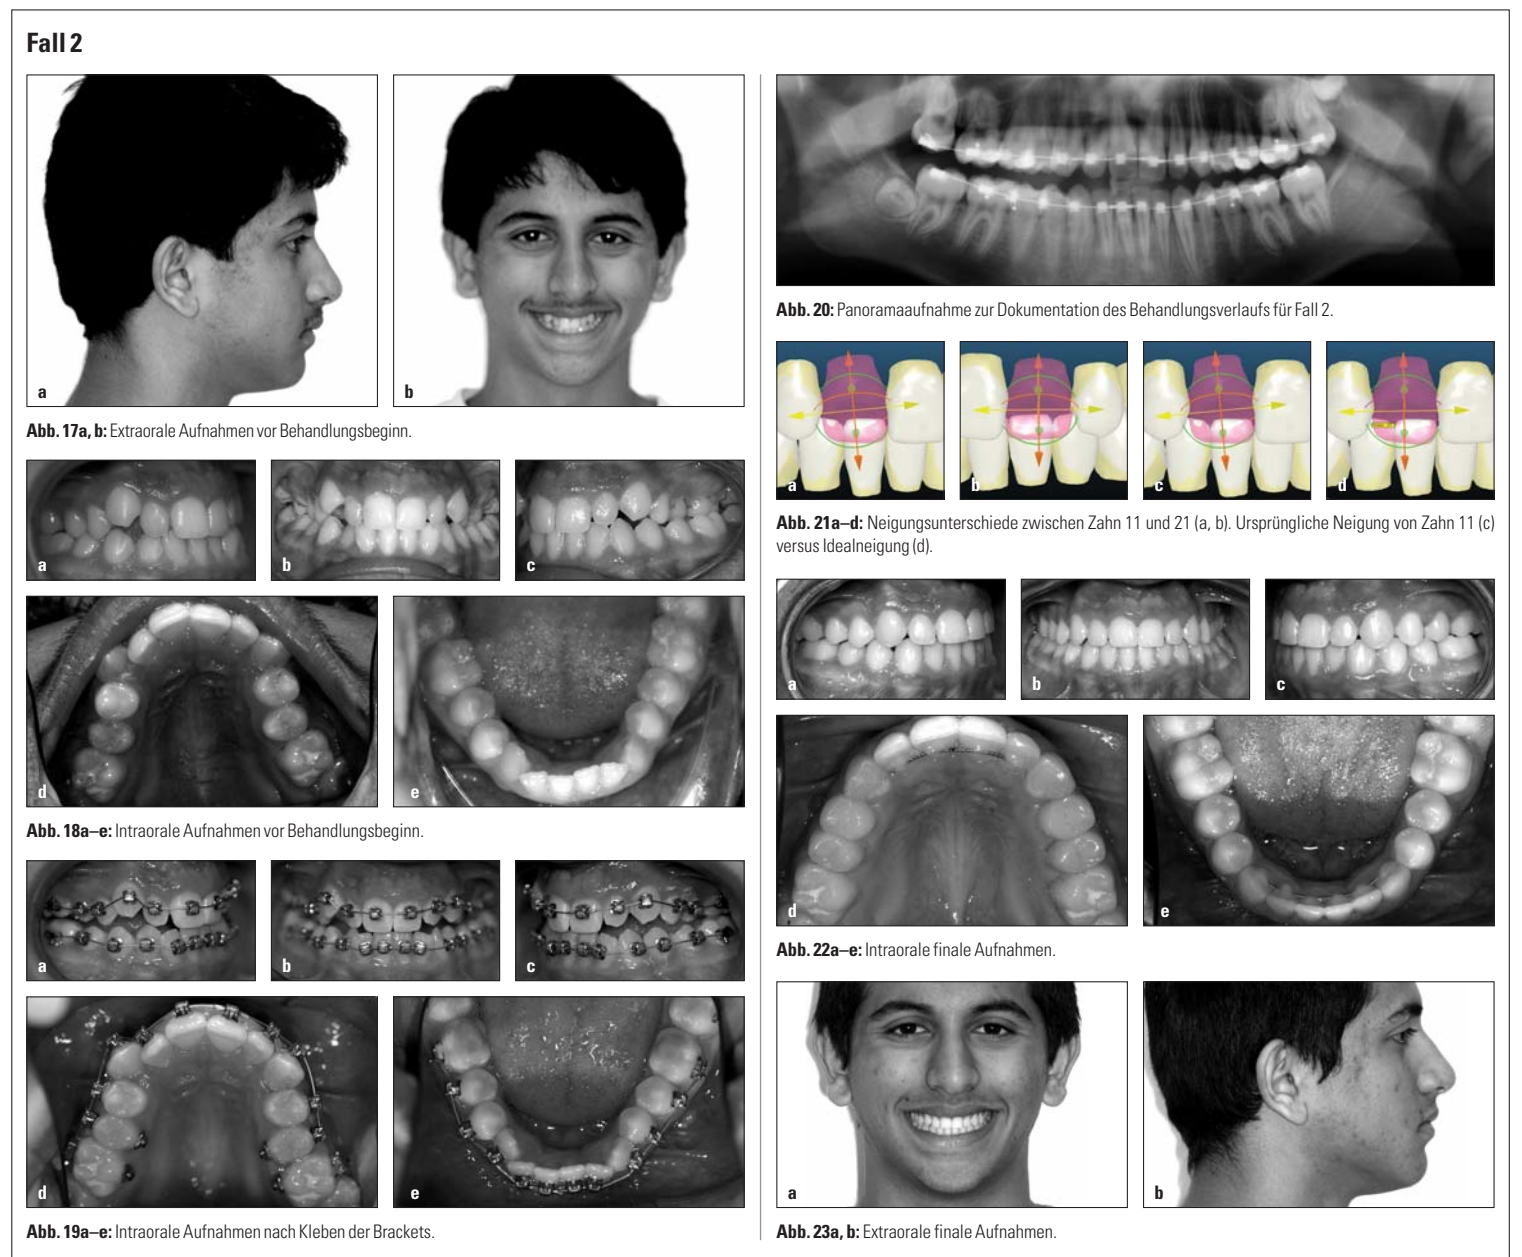 Fall 2
a
b
Abb. 17a, b: Extraorale Aufnahmen vor Behandlungsbeginn.
a
b
c
d
e
Abb. 18a–e: Intraorale Aufnahmen vor Behandlungsbeginn.
a
b
c
d
e
Abb. 19a–e: Intraorale Aufnahmen nach Kleben der Brackets.
Abb. 20: Panoramaaufnahme zur Dokumentation des Behandlungsverlaufs für Fall 2.
a
b
c
d
Abb. 21a–d: Neigungsunterschiede zwischen Zahn 11 und 21 (a, b). Ursprüngliche Neigung von Zahn 11 (c)
versus Idealneigung (d).
a
b
c
d
e
Abb. 22a–e: Intraorale finale Aufnahmen.
a
b
Abb. 23a, b: Extraorale finale Aufnahmen.